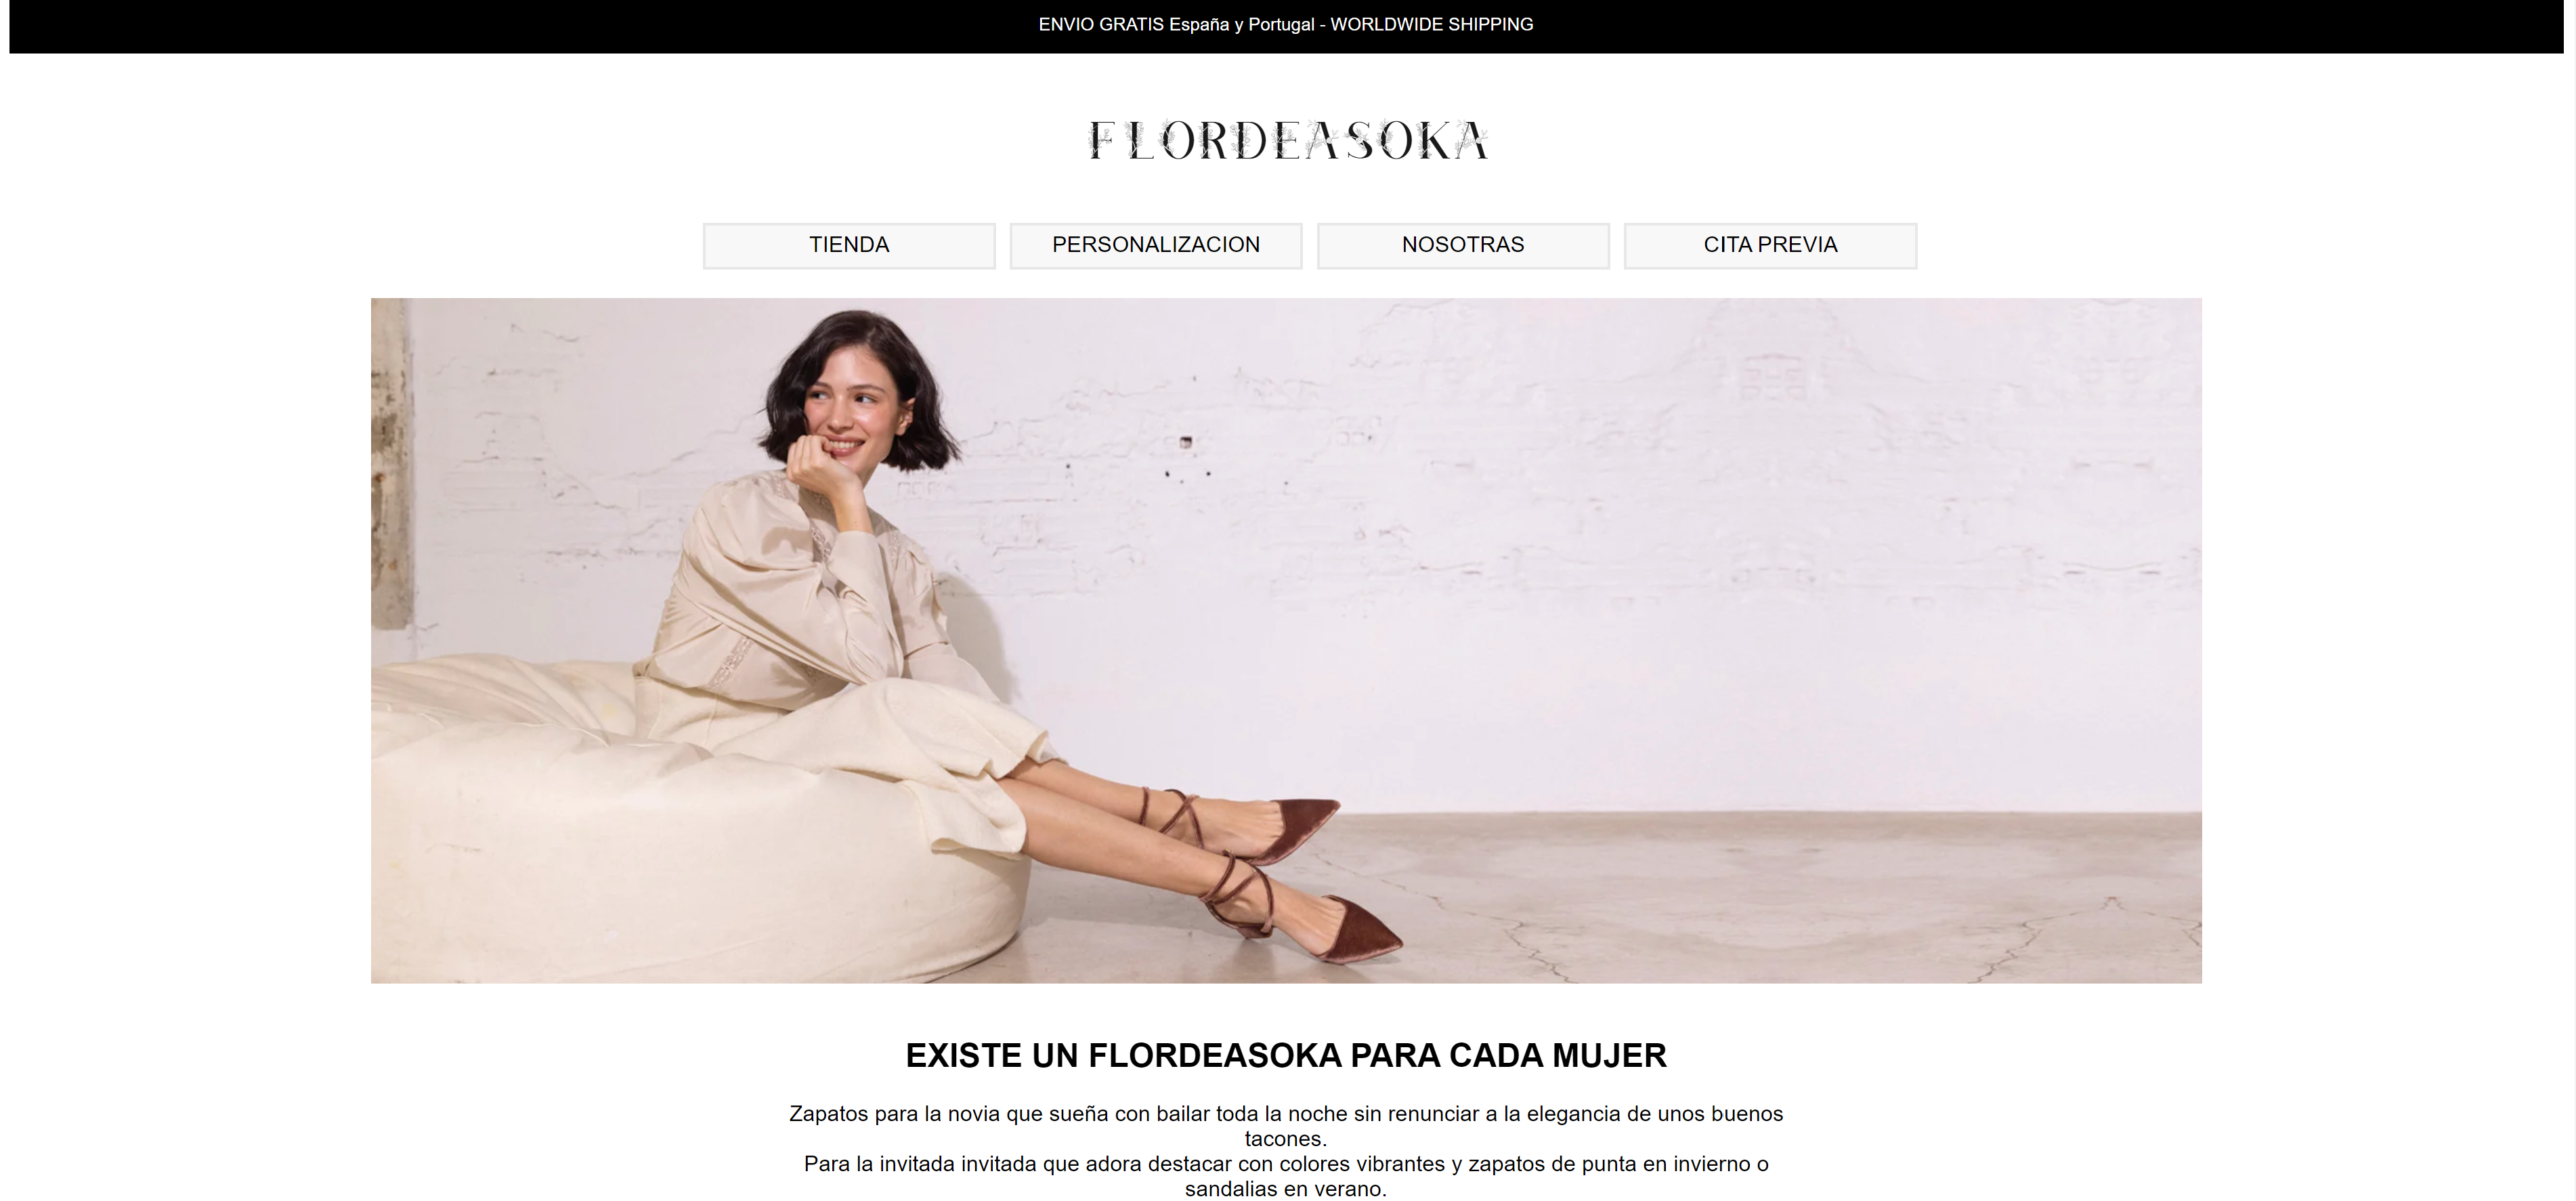 ENVIO GRATIS España y Portugal - WORLDWIDE SHIPPING
FLORDEASOKA
TIENDA
PERSONALIZACION
NOSOTRAS
CITA PREVIA
EXISTE UN FLORDEASOKA PARA CADA MUJER
Zapatos para la novia que sueña con bailar toda la noche sin renunciar a la elegancia de unos buenos
tacones.
Para la invitada invitada que adora destacar con colores vibrantes y zapatos de punta en invierno o
sandalias en verano.